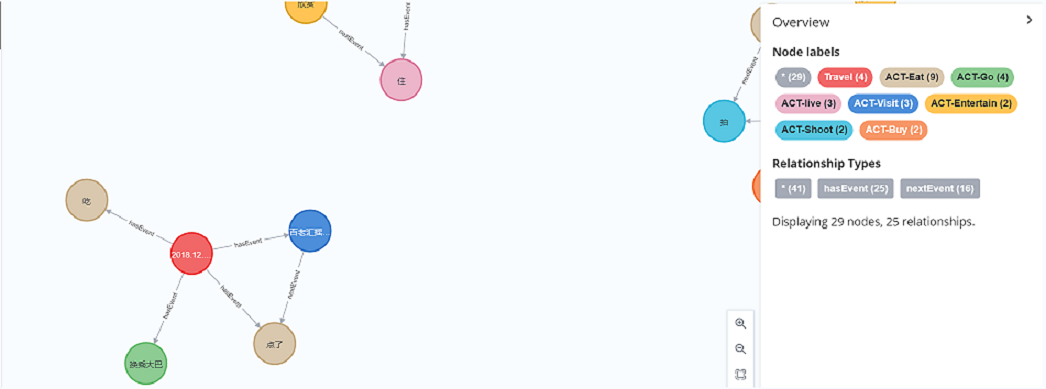 欣赏
nextEvent
hasEvent
住
nextEvent
拍
吃
hasEvent
2018.12....
hasEvent
百老汇舞...
hasEvent
hasEvent
nextEvent
换乘大巴
点了
Overview
Node labels
* (29) Travel (4) ACT-Eat (9) ACT-Go (4)
ACT-live (3) ACT-Visit (3) ACT-Entertain (2)
ACT-Shoot (2) ACT-Buy (2)
Relationship Types
* (41) hasEvent (25) nextEvent (16)
Displaying 29 nodes, 25 relationships.